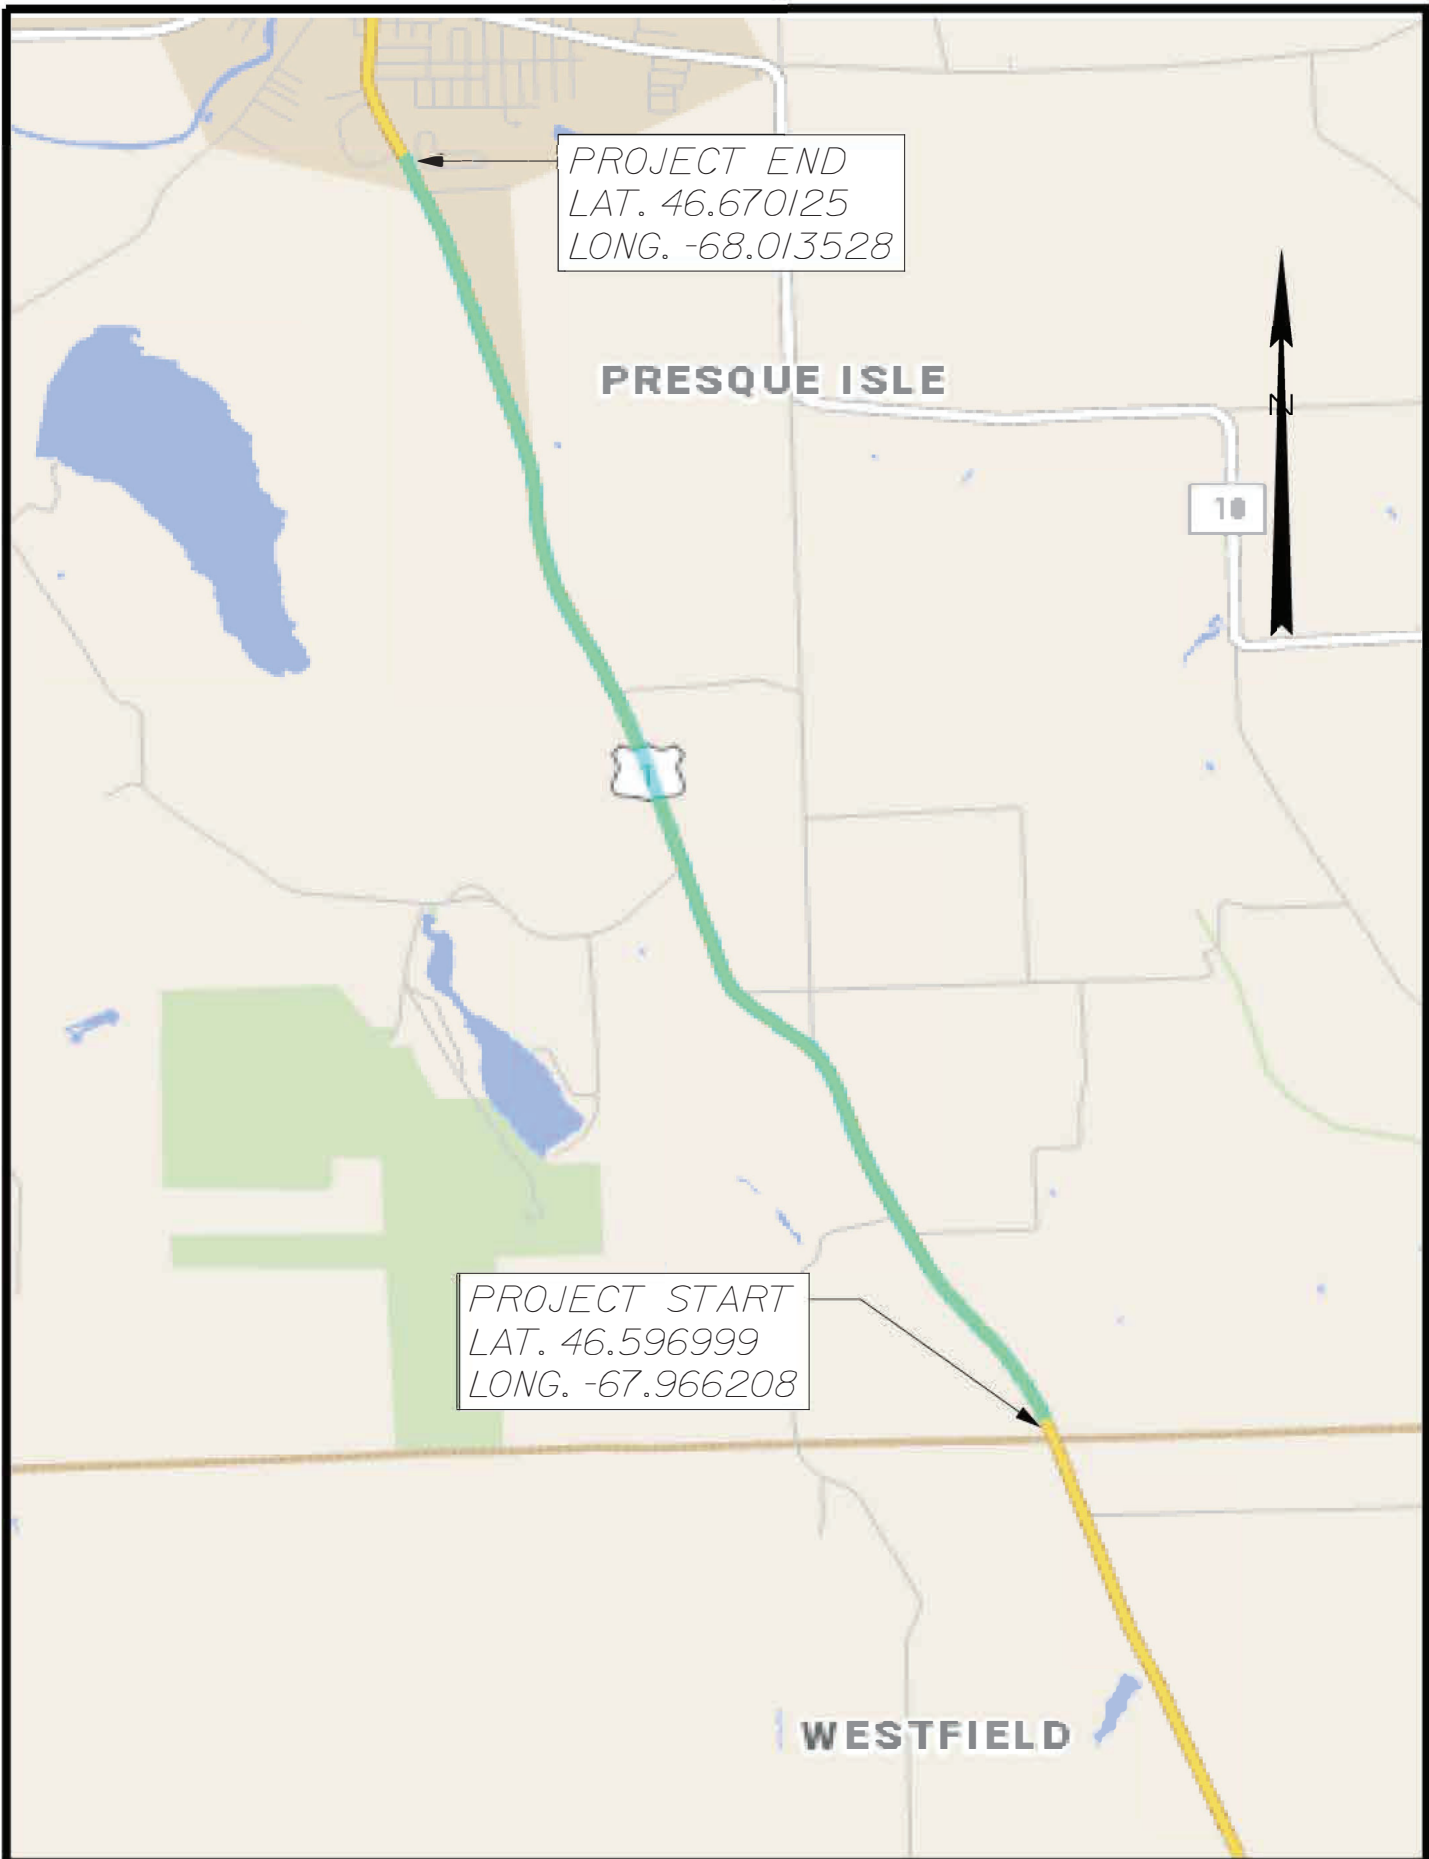 PROJECT END
LAT. 46.670125
LONG. -68.013528
PRESQUE ISLE
N
10
1
PROJECT START
LAT. 46.596999
LONG. -67.966208
WESTFIELD